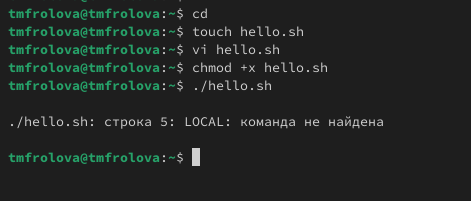 tmfrolova@tmfrolova:~$ cd
tmfrolova@tmfrolova:~$ touch hello.sh
tmfrolova@tmfrolova:~$ vi hello.sh
tmfrolova@tmfrolova:~$ chmod +x hello.sh
tmfrolova@tmfrolova:~$ ./hello.sh
./hello.sh: строка 5: LOCAL: команда не найдена
tmfrolova@tmfrolova:~$